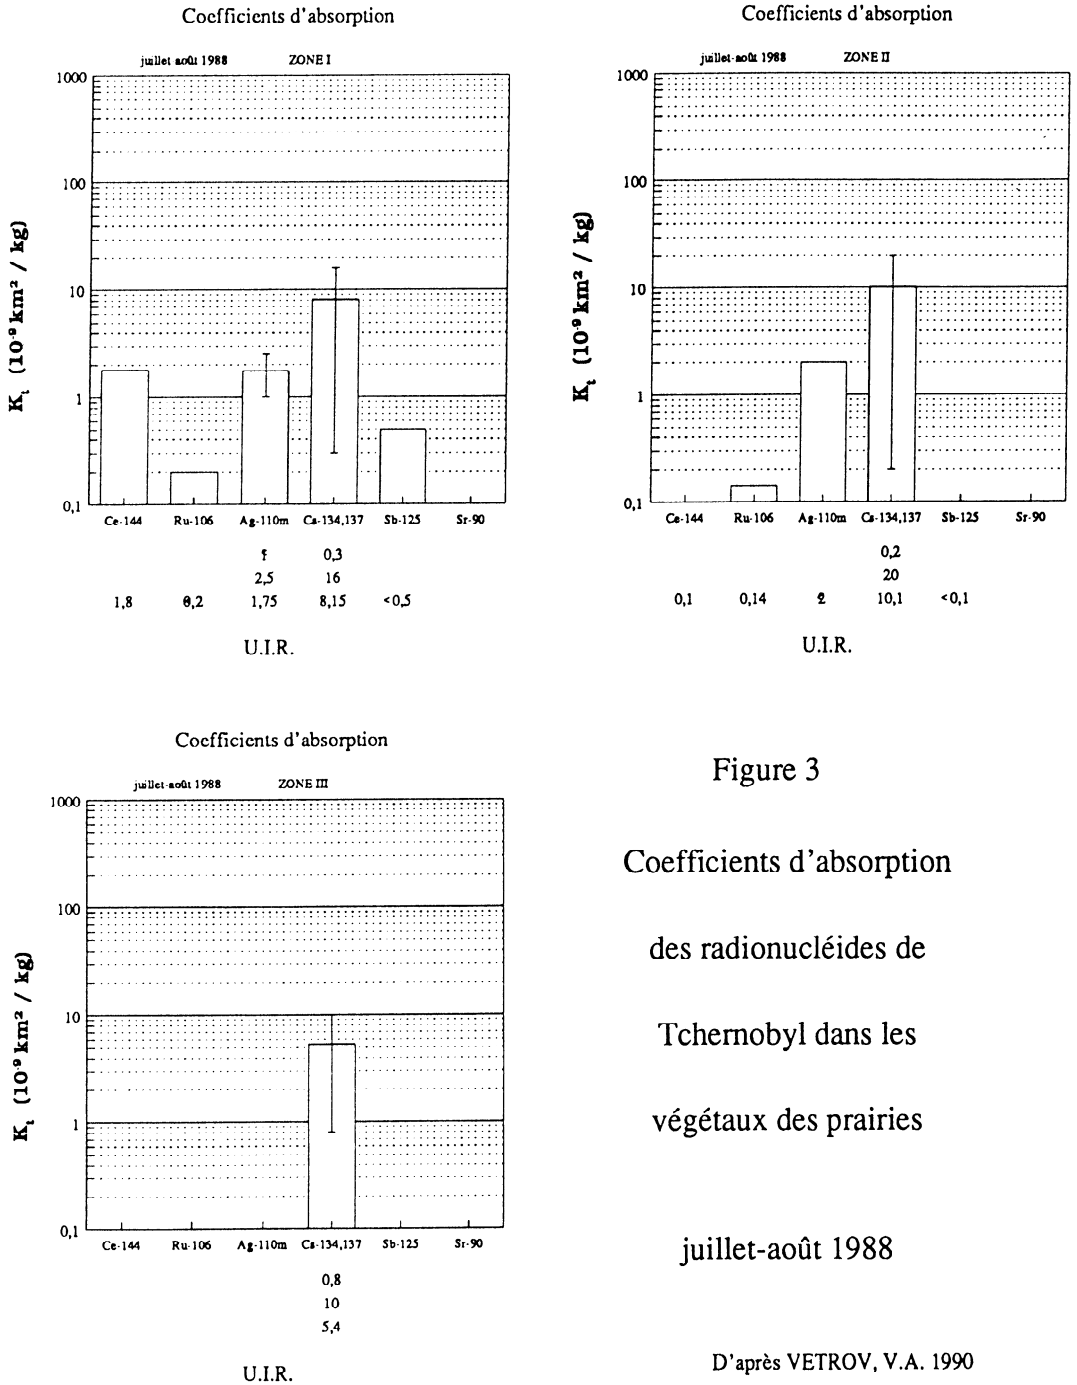 Coefficients d'absorption
juillet août 1988 ZONE I
1000
100
10
1
0,1
K_t (10⁻⁹ km² / kg)
Ce-144 Ru-106 Ag-110m Cs-134,137 Sb-125 Sr-90
1 0,3
2,5 16
1,8 0,2 1,75 8,15 <0,5
U.I.R.
Coefficients d'absorption
juillet-août 1988 ZONE II
1000
100
10
1
0,1
K_t (10⁻⁹ km² / kg)
Ce-144 Ru-106 Ag-110m Cs-134,137 Sb-125 Sr-90
0,2
20
0,1 0,14 2 10,1 <0,1
U.I.R.
Coefficients d'absorption
juillet-août 1988 ZONE III
1000
100
10
1
0,1
K_t (10⁻⁹ km² / kg)
Ce-144 Ru-106 Ag-110m Cs-134,137 Sb-125 Sr-90
0,8
10
5,4
U.I.R.
Figure 3
Coefficients d'absorption
des radionucléides de
Tchernobyl dans les
végétaux des prairies
juillet-août 1988
D'après VETROV, V.A. 1990